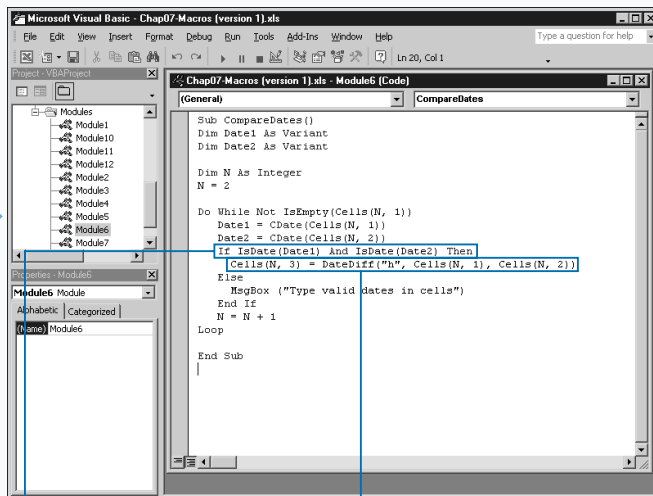 Microsoft Visual Basic - Chap07-Macros (version 1).xls
File Edit View Insert Format Debug Run Tools Add-Ins Window Help
Type a question for help
Ln 20, Col 1
Project - VBAProject
Modules
Module1
Module10
Module11
Module12
Module2
Module3
Module4
Module5
Module6
Module7
Properties - Module6
Module6 Module
Alphabetic Categorized
(Name) Module6
Chap07-Macros (version 1).xls - Module6 (Code)
(General) CompareDates
Sub CompareDates()
Dim Date1 As Variant
Dim Date2 As Variant
Dim N As Integer
N = 2
Do While Not IsEmpty(Cells(N, 1))
Date1 = CDate(Cells(N, 1))
Date2 = CDate(Cells(N, 2))
If IsDate(Date1) And IsDate(Date2) Then
Cells(N, 3) = DateDiff("h", Cells(N, 1), Cells(N, 2))
Else
MsgBox ("Type valid dates in cells")
End If
N = N + 1
Loop
End Sub